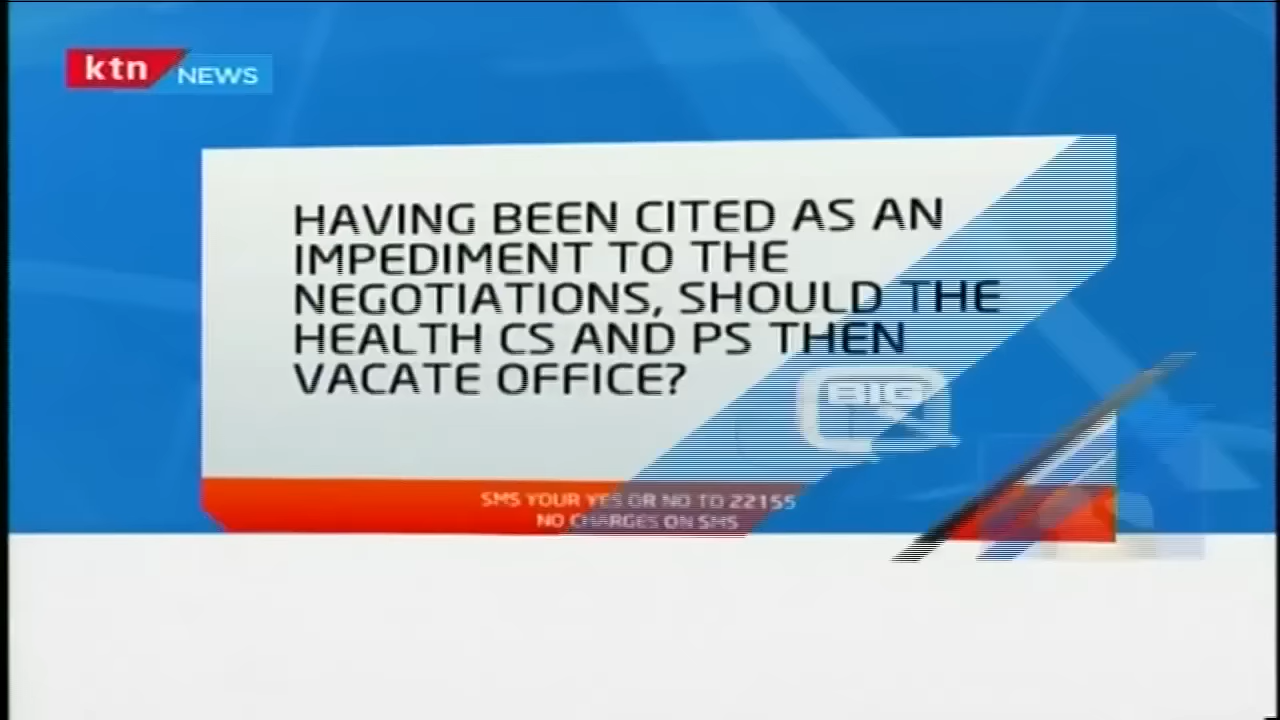 ktn NEWS
HAVING BEEN CITED AS AN
IMPEDIMENT TO THE
NEGOTIATIONS, SHOULD THE
HEALTH CS AND PS THEN
VACATE OFFICE?
BIG
SMS YOUR YES OR NO TO 22155
NO CHARGES ON SMS